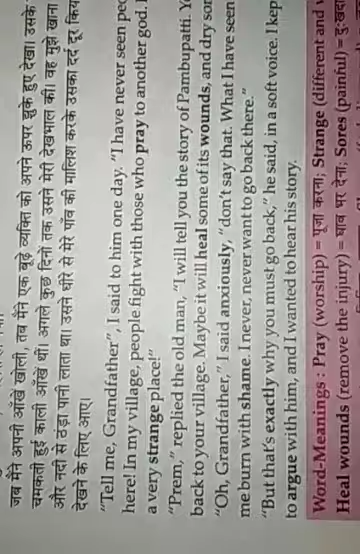 जब मैंने अपनी आँखें खोली, तब मैंने एक बूढ़े व्यक्ति को अपने ऊपर झुके हुए देखा। उसके
चमकती हुई काली आँखें थीं। अगले कुछ दिनों तक उसने मेरी देखभाल की। वह मुझे खाना
और नदी से ठंडा पानी लाता था। उसने धीरे से मेरे पाँव की मालिश करके उसका दर्द दूर किय
देखने के लिए आए।
"Tell me, Grandfather", I said to him one day. "I have never seen peo
here! In my village, people fight with those who pray to another god.
a very strange place!"
"Prem," replied the old man, "I will tell you the story of Pambupatti. Yo
back to your village. Maybe it will heal some of its wounds, and dry sor
"Oh, Grandfather," I said anxiously, "don't say that. What I have seen
me burn with shame. I never, never want to go back there."
"But that's exactly why you must go back," he said, in a soft voice. I kep
to argue with him, and I wanted to hear his story.
Word-Meanings : Pray (worship) = पूजा करना; Strange (different and
Heal wounds (remove the injury) = घाव भर देना; Sores (painful) = दुःखदा